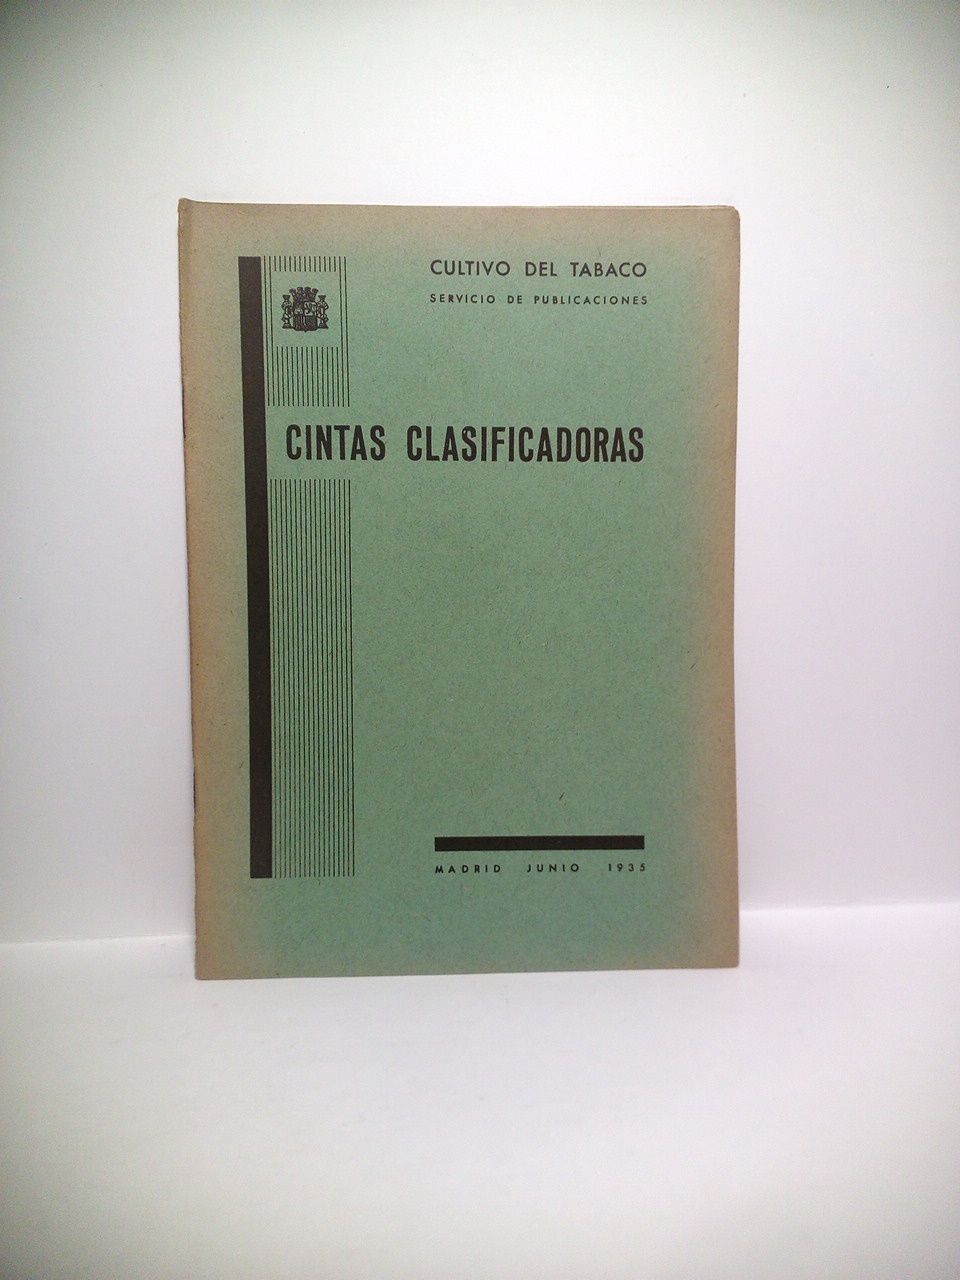 CULTIVO DEL TABACO
SERVICIO DE PUBLICACIONES
CINTAS CLASIFICADORAS
MADRID JUNIO 1935